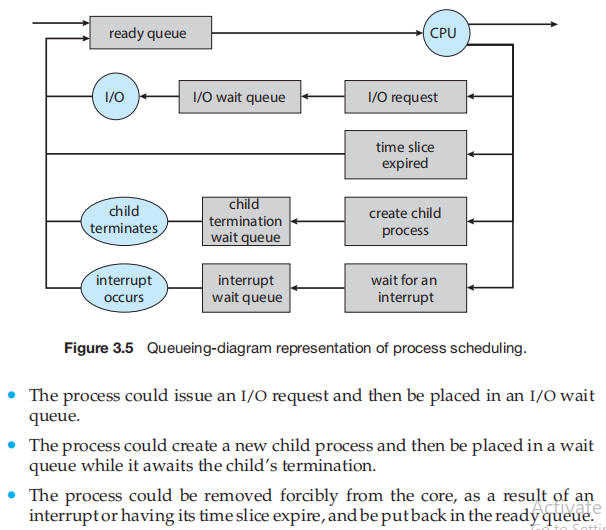 ready queue
CPU
I/O
I/O wait queue
I/O request
time slice
expired
child
terminates
child
termination
wait queue
create child
process
interrupt
occurs
interrupt
wait queue
wait for an
interrupt
Figure 3.5 Queueing-diagram representation of process scheduling.
• The process could issue an I/O request and then be placed in an I/O wait
queue.
• The process could create a new child process and then be placed in a wait
queue while it awaits the child's termination.
• The process could be removed forcibly from the core, as a result of an
interrupt or having its time slice expire, and be put back in the ready queue.
Activate